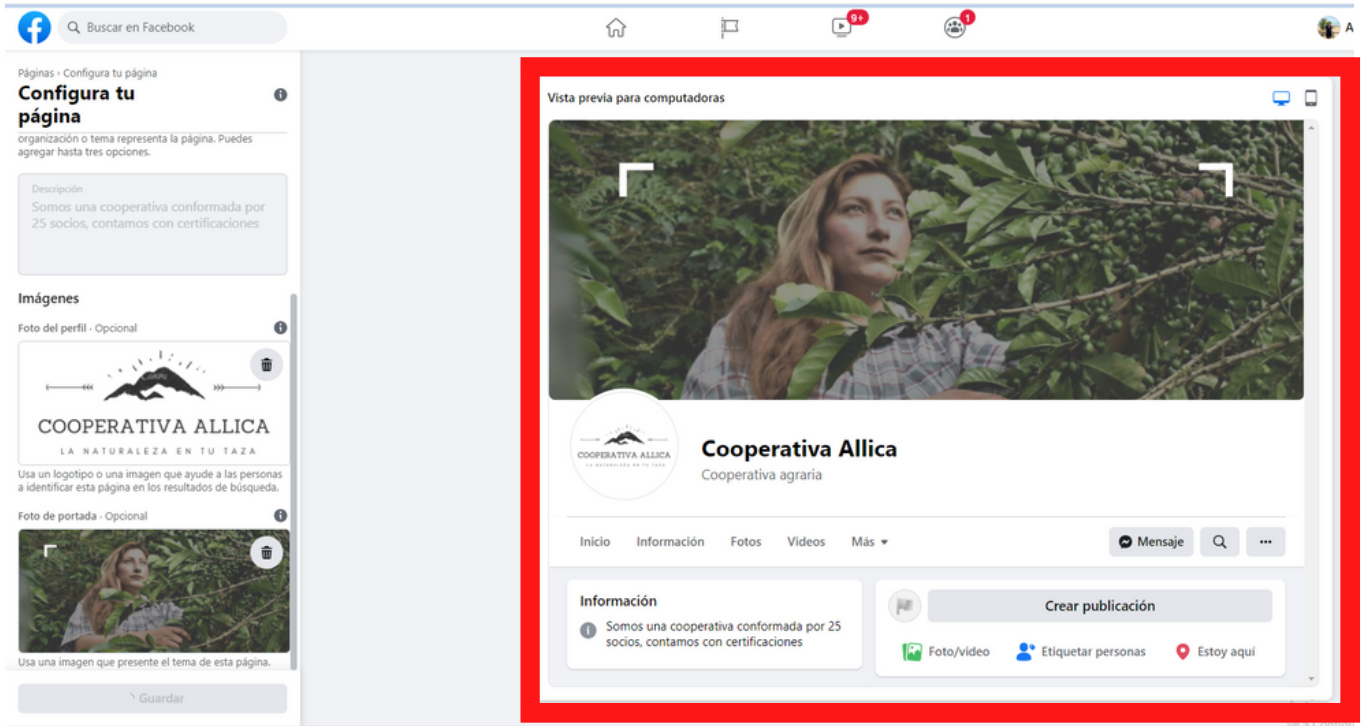 Buscar en Facebook
9+
1
A
Páginas › Configura tu página
Configura tu
página
organización o tema representa la página. Puedes
agregar hasta tres opciones.
Descripción
Somos una cooperativa conformada por
25 socios, contamos con certificaciones
Imágenes
Foto del perfil · Opcional
COOPERATIVA ALLICA
LA NATURALEZA EN TU TAZA
Usa un logotipo o una imagen que ayude a las personas
a identificar esta página en los resultados de búsqueda.
Foto de portada · Opcional
Usa una imagen que presente el tema de esta página.
Guardar
Vista previa para computadoras
COOPERATIVA ALLICA
LA NATURALEZA EN TU TAZA
Cooperativa Allica
Cooperativa agraria
Inicio Información Fotos Videos Más
Mensaje
Información
Somos una cooperativa conformada por 25
socios, contamos con certificaciones
Crear publicación
Foto/video Etiquetar personas Estoy aquí